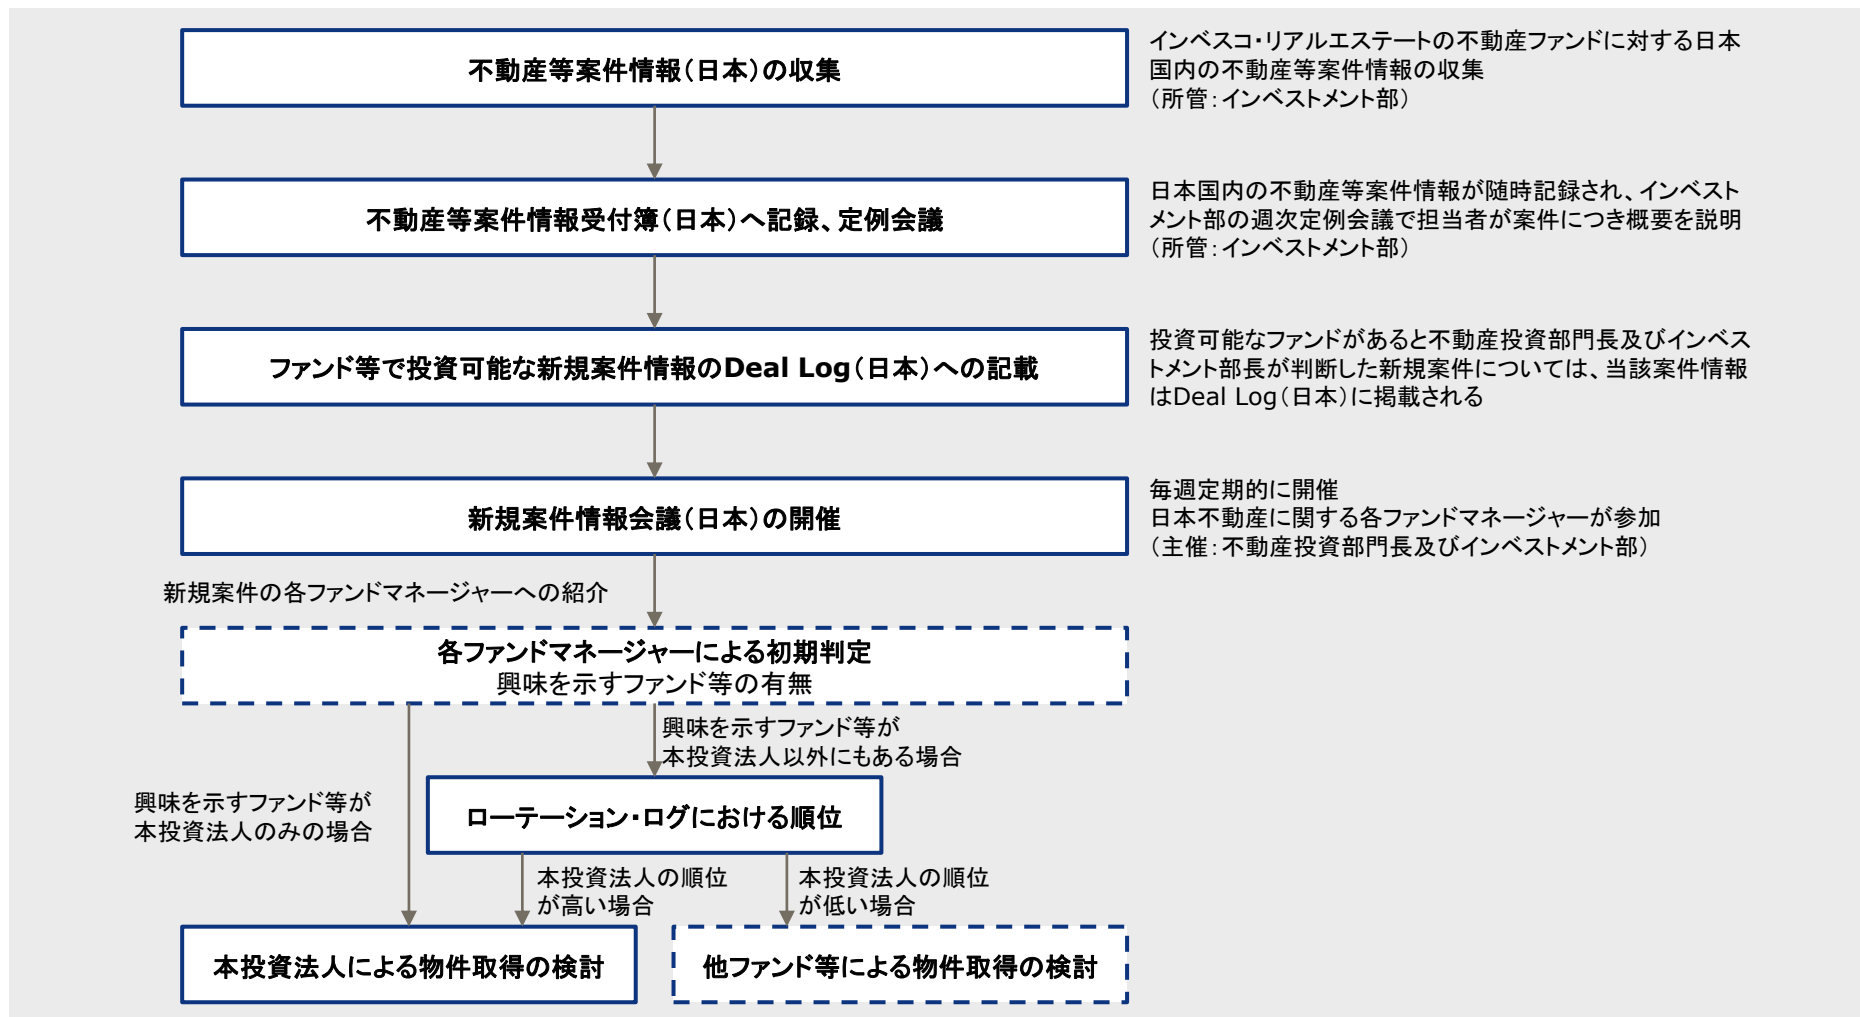 不動産等案件情報（日本）の収集
インベスコ・リアルエステートの不動産ファンドに対する日本
国内の不動産等案件情報の収集
（所管：インベストメント部）
不動産等案件情報受付簿（日本）へ記録、定例会議
日本国内の不動産等案件情報が随時記録され、インベスト
メント部の週次定例会議で担当者が案件につき概要を説明
（所管：インベストメント部）
ファンド等で投資可能な新規案件情報のDeal Log（日本）への記載
投資可能なファンドがあると不動産投資部門長及びインベス
トメント部長が判断した新規案件については、当該案件情報
はDeal Log（日本）に掲載される
新規案件情報会議（日本）の開催
毎週定期的に開催
日本不動産に関する各ファンドマネージャーが参加
（主催：不動産投資部門長及びインベストメント部）
新規案件の各ファンドマネージャーへの紹介
各ファンドマネージャーによる初期判定
興味を示すファンド等の有無
興味を示すファンド等が
本投資法人以外にもある場合
興味を示すファンド等が
本投資法人のみの場合
ローテーション・ログにおける順位
本投資法人の順位
が高い場合
本投資法人の順位
が低い場合
本投資法人による物件取得の検討
他ファンド等による物件取得の検討